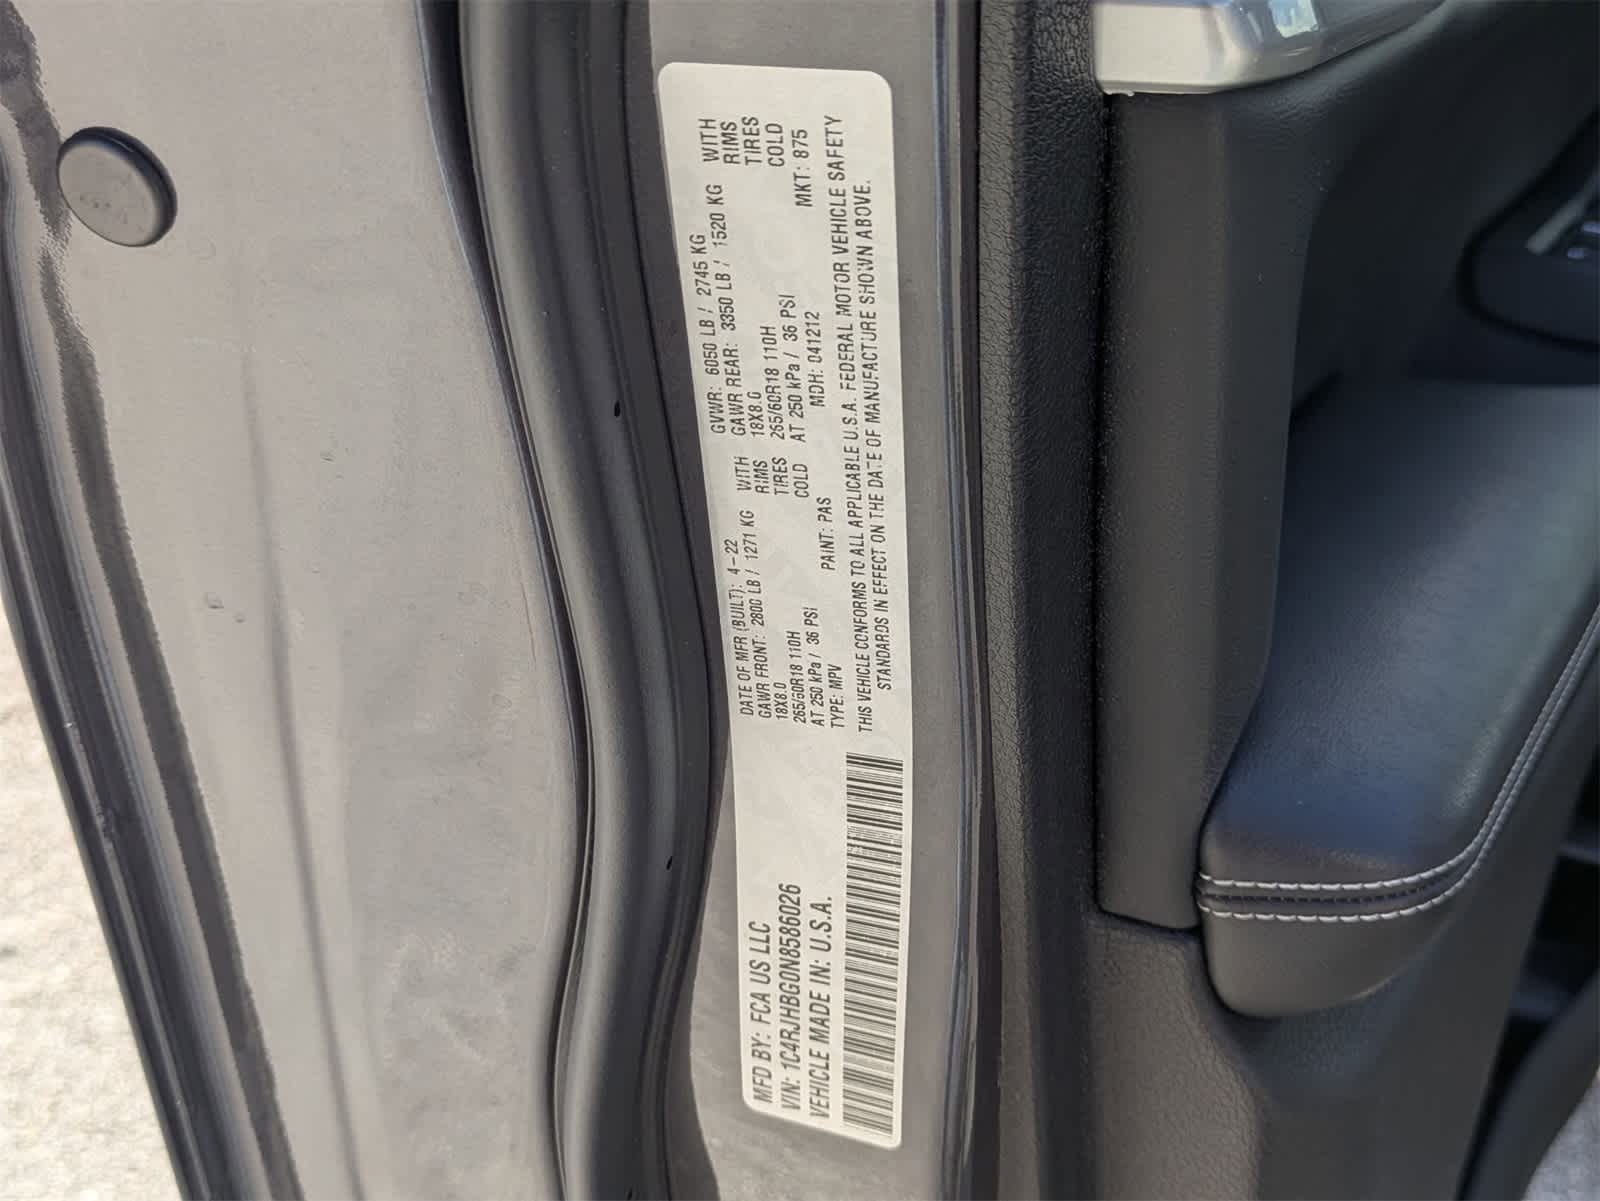 MFD BY: FCA US LLC
VIN: 1C4RJHBG0N8586026
VEHICLE MADE IN: U.S.A.
DATE OF MFR (BUILT): 4-22
GAWR FRONT: 2800 LB / 1271 KG WITH
18X8.0 RIMS
265/60R18 110H TIRES
AT 250 kPa / 36 PSI COLD
TYPE: MPV PAINT: PAS
GVWR: 6050 LB / 2745 KG
GAWR REAR: 3350 LB / 1520 KG WITH
18X8.0 RIMS
265/60R18 110H TIRES
AT 250 kPa / 36 PSI COLD
MDH: 041212 MKT: 875
THIS VEHICLE CONFORMS TO ALL APPLICABLE U.S.A. FEDERAL MOTOR VEHICLE SAFETY
STANDARDS IN EFFECT ON THE DATE OF MANUFACTURE SHOWN ABOVE.